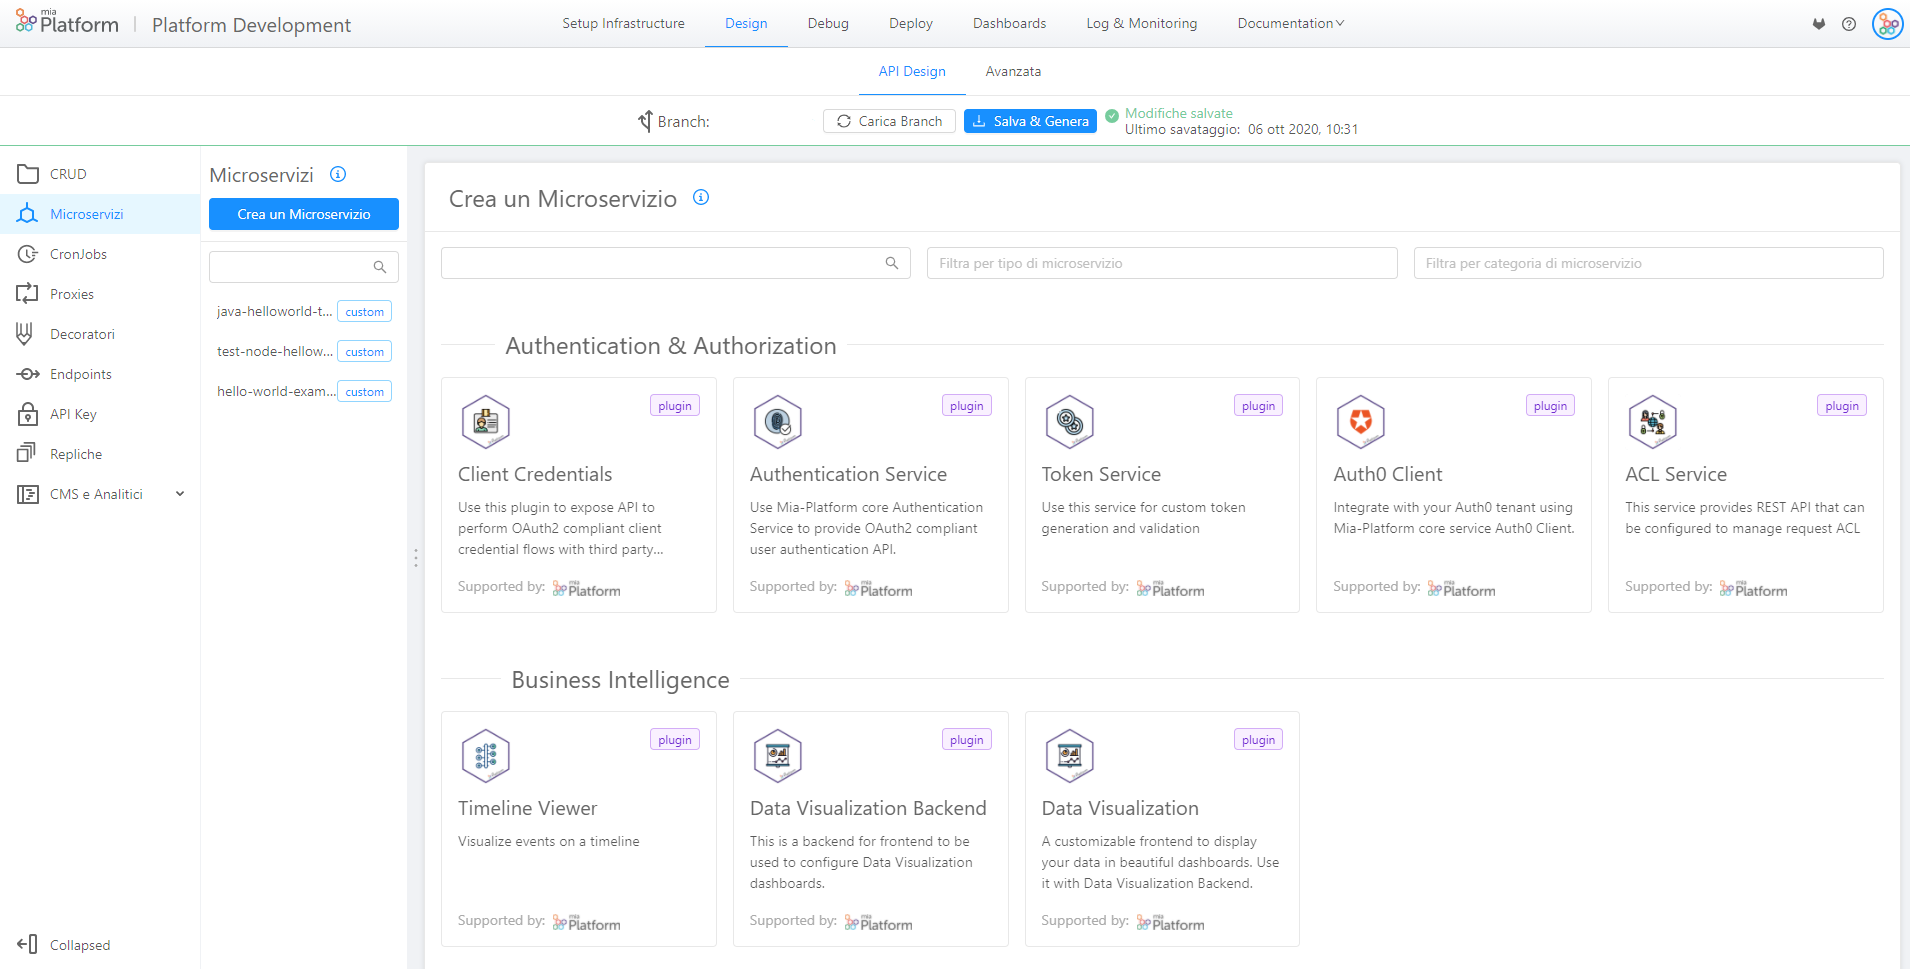 mia
Platform
Platform Development
Setup Infrastructure
Design
Debug
Deploy
Dashboards
Log & Monitoring
Documentation
API Design
Avanzata
Branch:
Carica Branch
Salva & Genera
Modifiche salvate
Ultimo savataggio: 06 ott 2020, 10:31
CRUD
Microservizi
CronJobs
Proxies
Decoratori
Endpoints
API Key
Repliche
CMS e Analitici
Collapsed
Microservizi
Crea un Microservizio
java-helloworld-t... custom
test-node-hellow... custom
hello-world-exam... custom
Crea un Microservizio
Filtra per tipo di microservizio
Filtra per categoria di microservizio
Authentication & Authorization
plugin
Client Credentials
Use this plugin to expose API to
perform OAuth2 compliant client
credential flows with third party...
Supported by: mia Platform
plugin
Authentication Service
Use Mia-Platform core Authentication
Service to provide OAuth2 compliant
user authentication API.
Supported by: mia Platform
plugin
Token Service
Use this service for custom token
generation and validation
Supported by: mia Platform
plugin
Auth0 Client
Integrate with your Auth0 tenant using
Mia-Platform core service Auth0 Client.
Supported by: mia Platform
plugin
ACL Service
This service provides REST API that can
be configured to manage request ACL
Supported by: mia Platform
Business Intelligence
plugin
Timeline Viewer
Visualize events on a timeline
Supported by: mia Platform
plugin
Data Visualization Backend
This is a backend for frontend to be
used to configure Data Visualization
dashboards.
Supported by: mia Platform
plugin
Data Visualization
A customizable frontend to display
your data in beautiful dashboards. Use
it with Data Visualization Backend.
Supported by: mia Platform